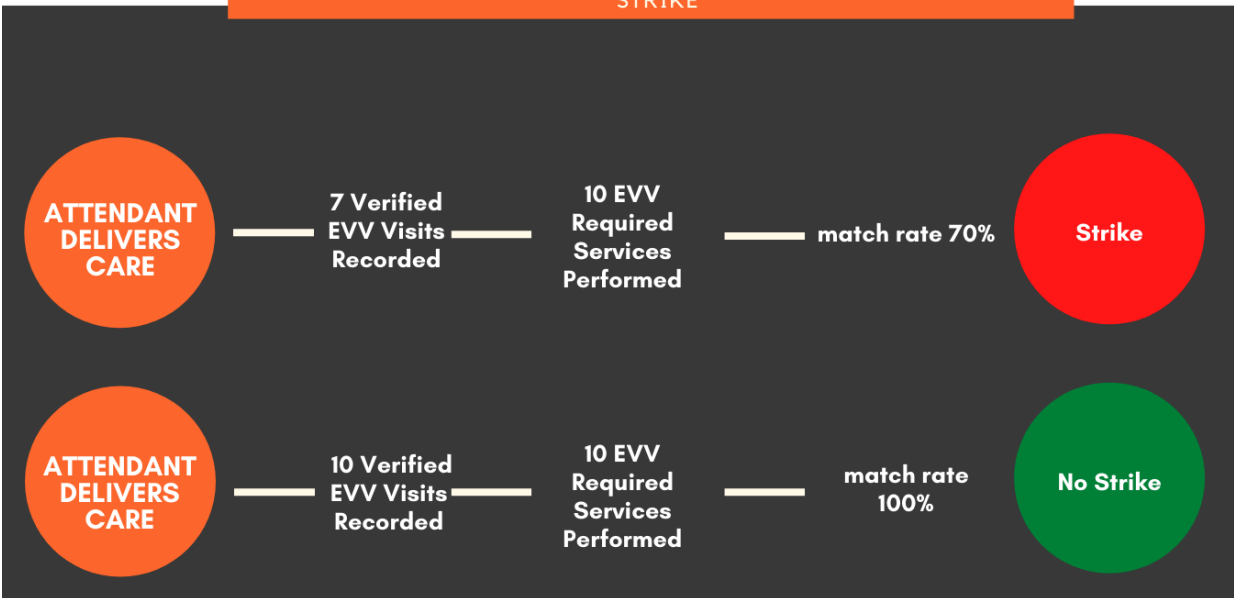 STRIKE
ATTENDANT
DELIVERS
CARE
7 Verified
EVV Visits
Recorded
10 EVV
Required
Services
Performed
match rate 70%
Strike
ATTENDANT
DELIVERS
CARE
10 Verified
EVV Visits
Recorded
10 EVV
Required
Services
Performed
match rate
100%
No Strike